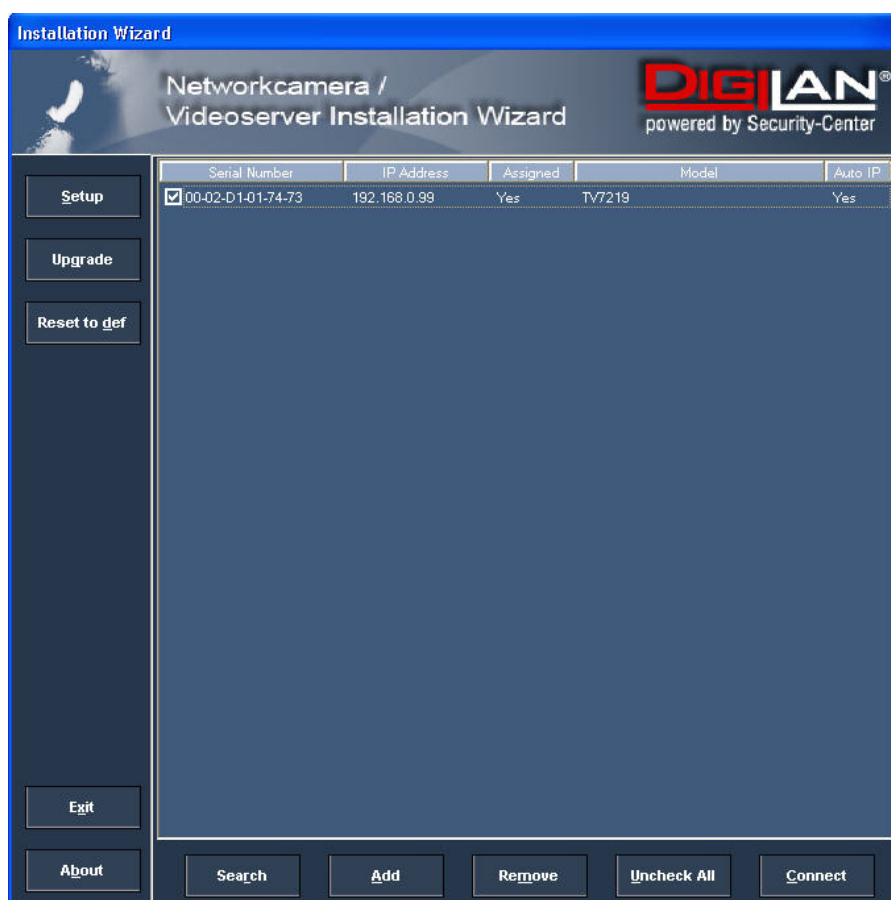 Installation Wizard
Networkcamera /
Videoserver Installation Wizard
DIGILAN®
powered by Security-Center
Serial Number IP Address Assigned Model Auto IP
00-02-D1-01-74-73 192.168.0.99 Yes TV7219 Yes
Setup
Upgrade
Reset to def
Exit
About
Search Add Remove Uncheck All Connect